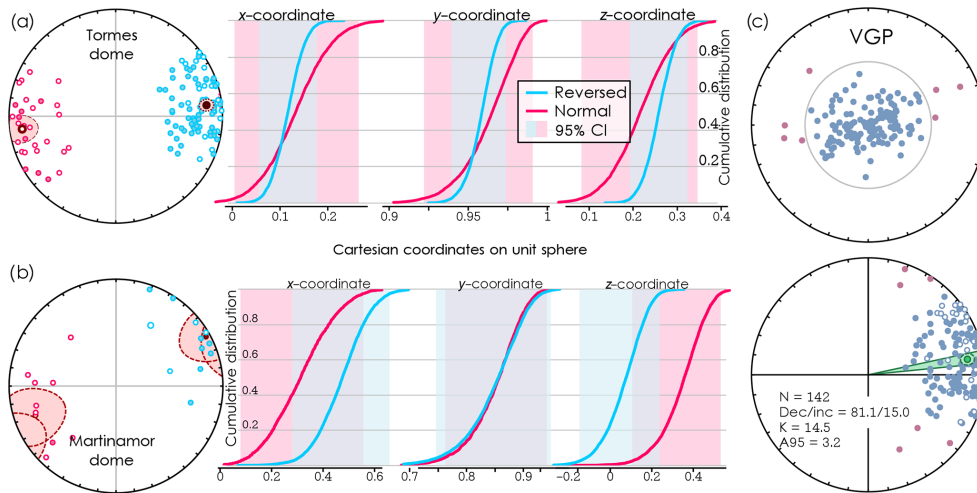 (a)
Tormes
dome
x-coordinate
y-coordinate
z-coordinate
0.8
0.6
0.4
0.2
Cumulative distribution
Reversed
Normal
95% CI
0
0.1
0.2
0.9
0.95
1
0.1
0.2
0.3
0.4
Cartesian coordinates on unit sphere
(b)
Martinamor
dome
x-coordinate
y-coordinate
z-coordinate
Cumulative distribution
0.8
0.6
0.4
0.2
0
0.2
0.4
0.6
0.7
0.8
0.9
-0.2
0
0.2
0.4
(c)
VGP
N = 142
Dec/inc = 81.1/15.0
K = 14.5
A95 = 3.2